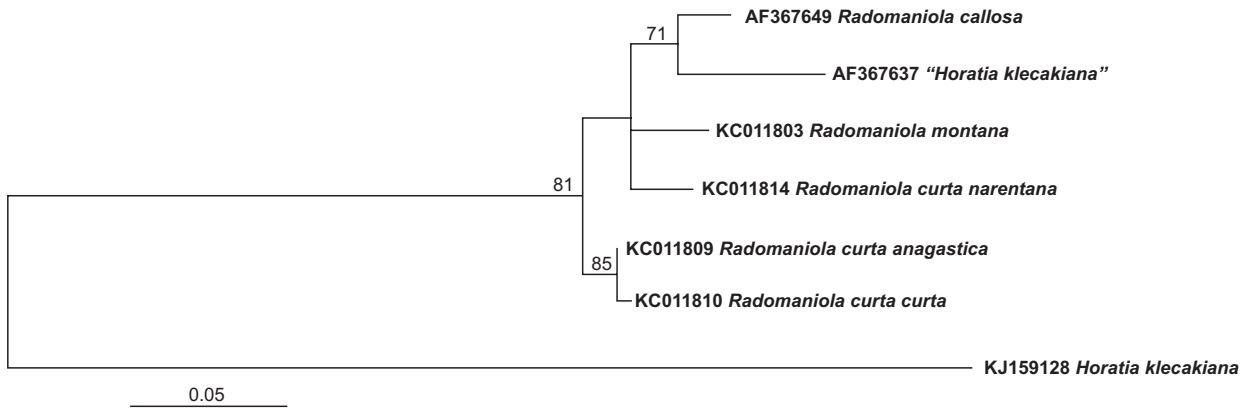 AF367649 Radomaniola callosa
71
AF367637 “Horatia klecakiana”
KC011803 Radomaniola montana
81
KC011814 Radomaniola curta narentana
KC011809 Radomaniola curta anagastica
85
KC011810 Radomaniola curta curta
KJ159128 Horatia klecakiana
0.05